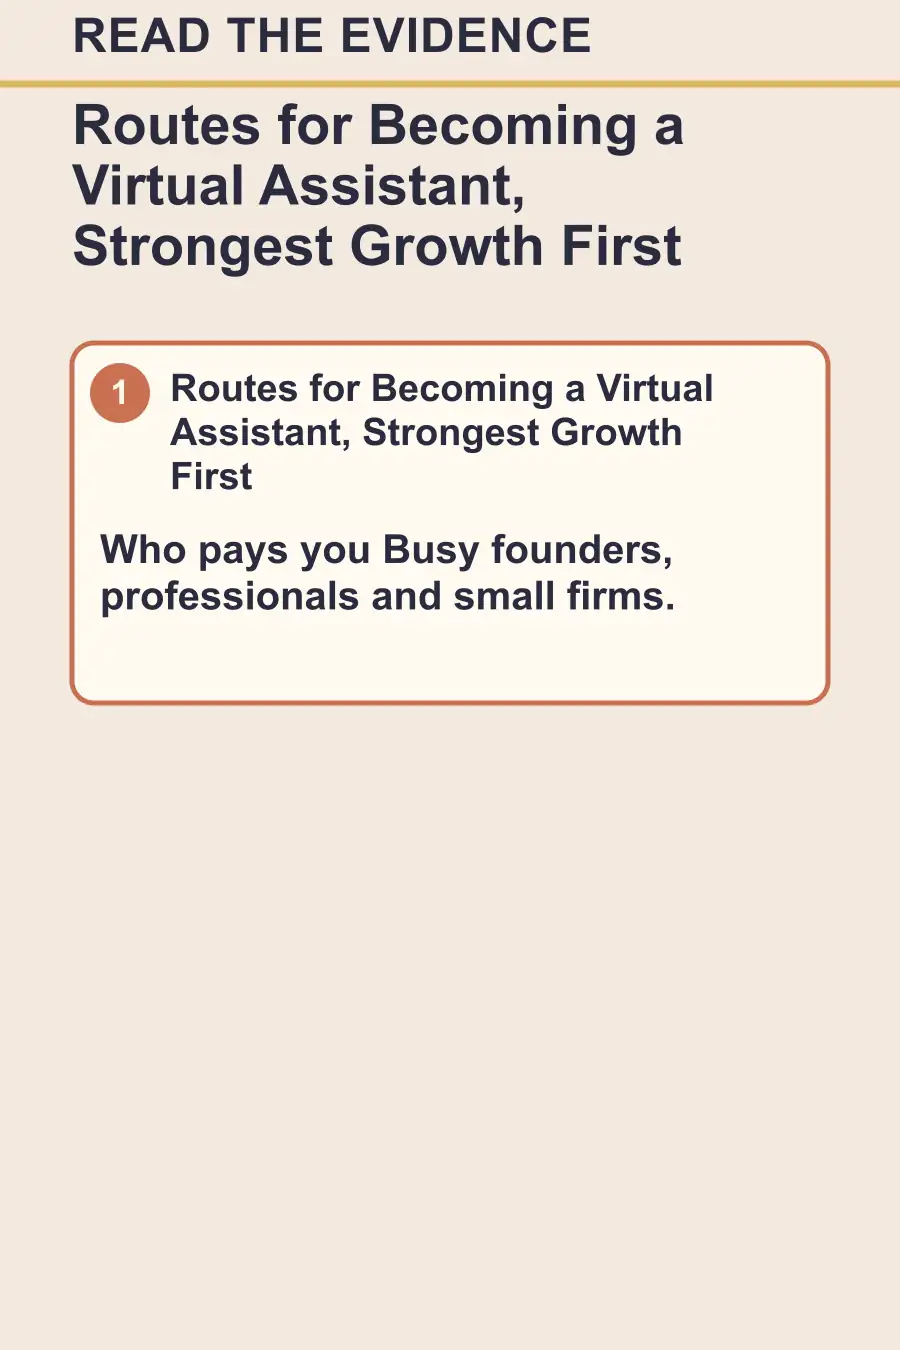 READ THE EVIDENCE
Routes for Becoming a
Virtual Assistant,
Strongest Growth First
1
Routes for Becoming a Virtual
Assistant, Strongest Growth
First
Who pays you Busy founders,
professionals and small firms.